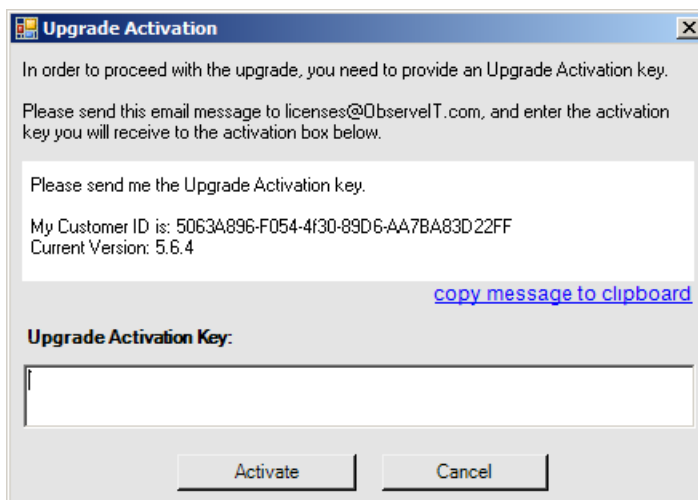 Upgrade Activation
In order to proceed with the upgrade, you need to provide an Upgrade Activation key.
Please send this email message to licenses@ObserveIT.com, and enter the activation
key you will receive to the activation box below.
Please send me the Upgrade Activation key.
My Customer ID is: 5063A896-F054-4f30-89D6-AA7BA83D22FF
Current Version: 5.6.4
copy message to clipboard
Upgrade Activation Key:
Activate
Cancel